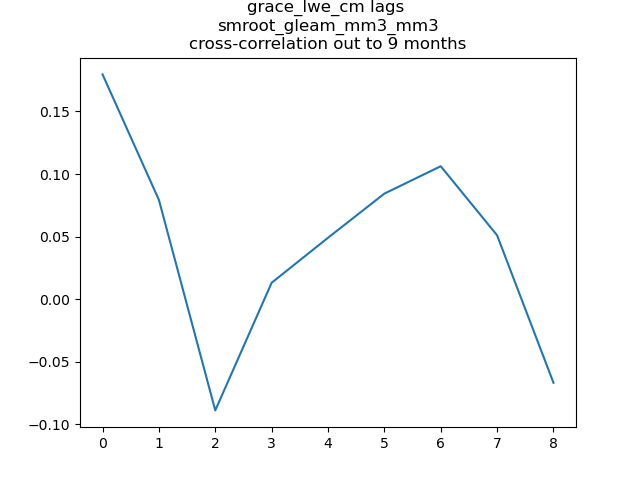 grace_lwe_cm lags
smroot_gleam_mm3_mm3
cross-correlation out to 9 months
0.15
0.10
0.05
0.00
−0.05
−0.10
0 1 2 3 4 5 6 7 8